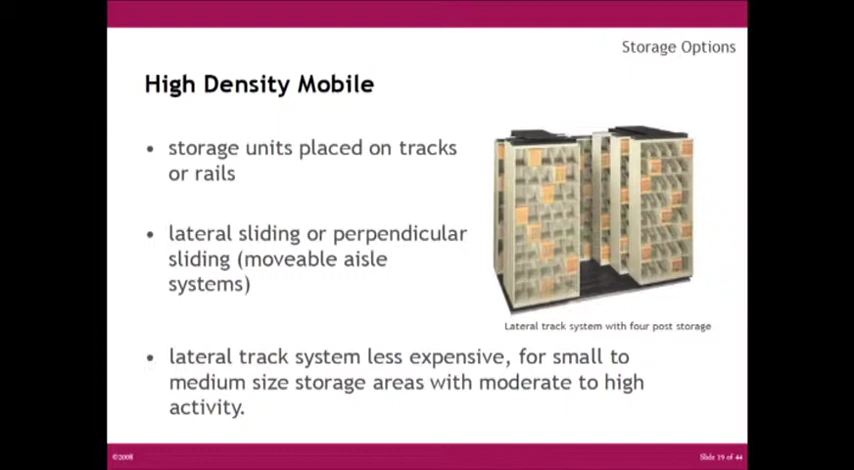 Storage Options
High Density Mobile
• storage units placed on tracks
or rails
• lateral sliding or perpendicular
sliding (moveable aisle
systems)
Lateral track system with four post storage
• lateral track system less expensive, for small to
medium size storage areas with moderate to high
activity.
©2008
Slide 19 of 44